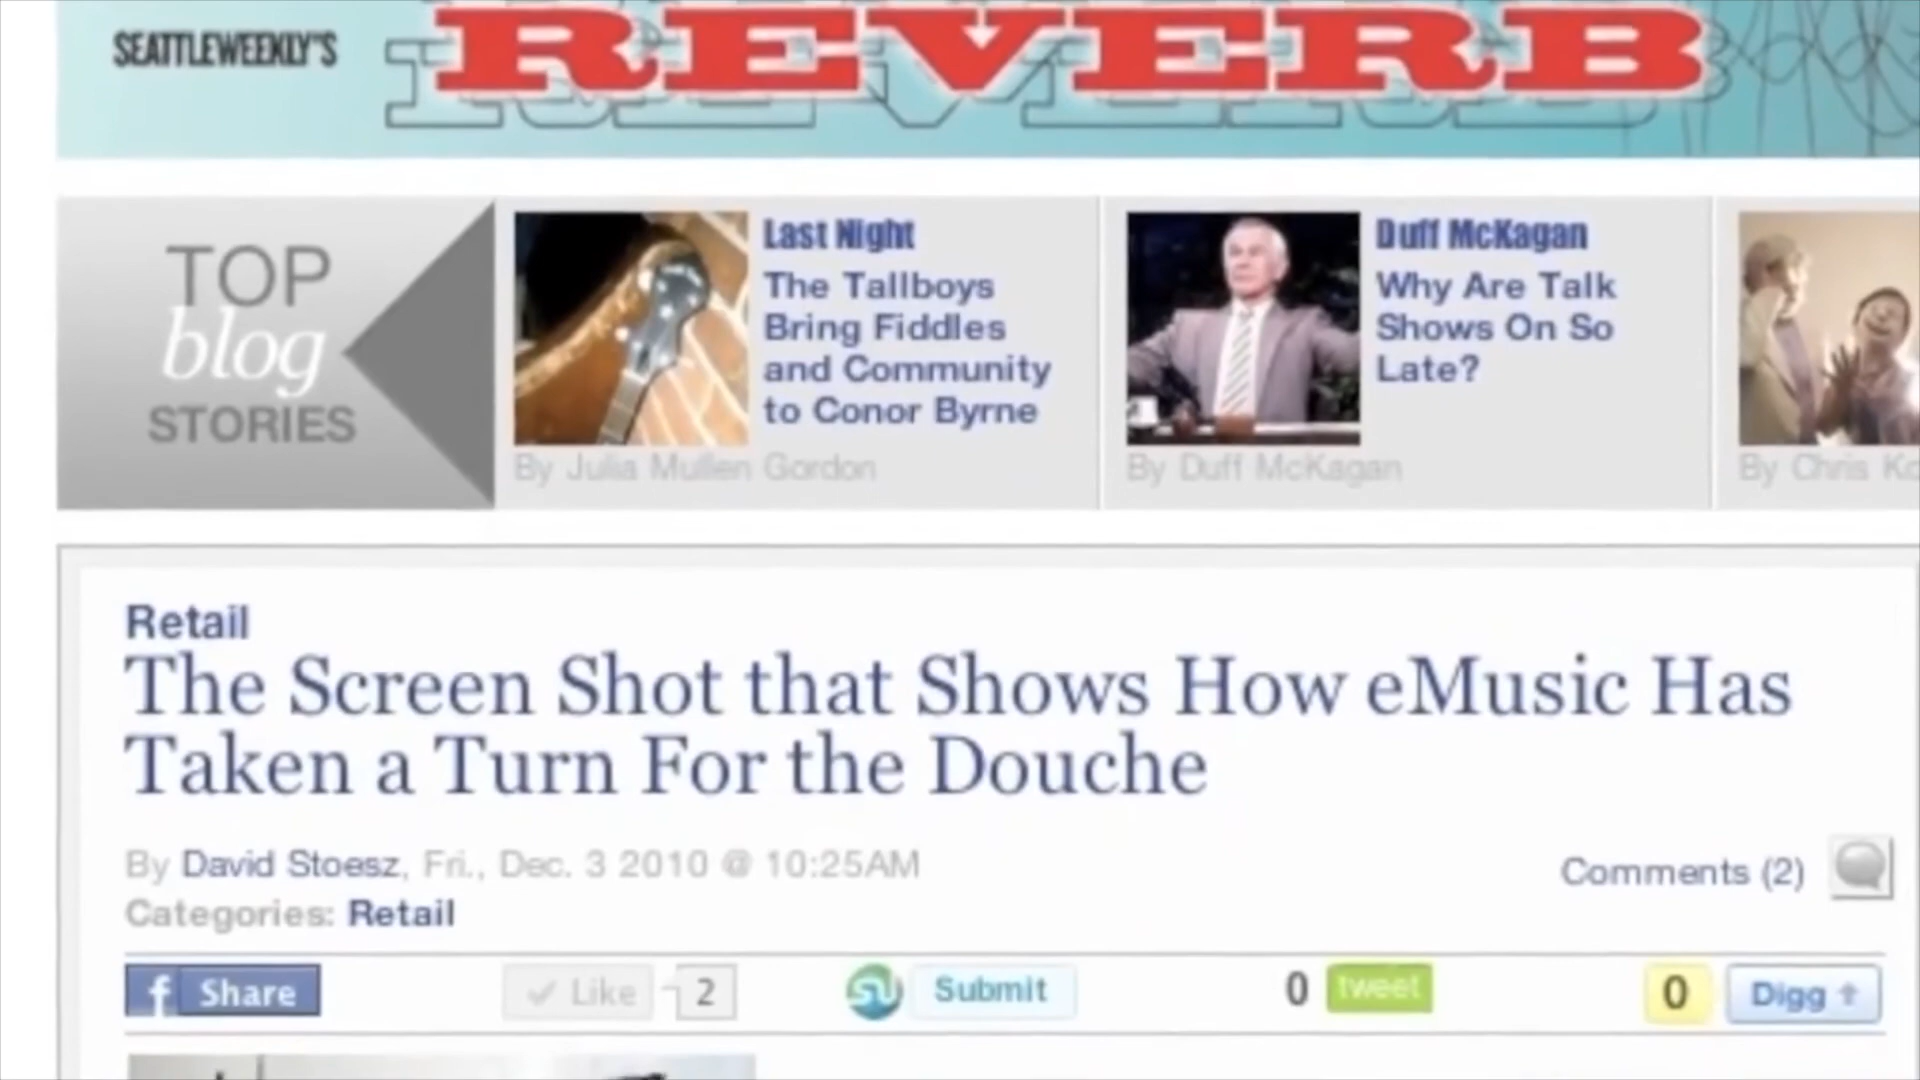 SEATTLEWEEKLY'S
REVERB
TOP
blog
STORIES
Last Night
The Tallboys
Bring Fiddles
and Community
to Conor Byrne
By Julia Mullen Gordon
Duff McKagan
Why Are Talk
Shows On So
Late?
By Duff McKagan
By Chris
Retail
The Screen Shot that Shows How eMusic Has
Taken a Turn For the Douche
By David Stoesz, Fri., Dec. 3 2010 @ 10:25AM
Comments (2)
Categories: Retail
f Share
Like 2
Submit
0 tweet
0 Digg